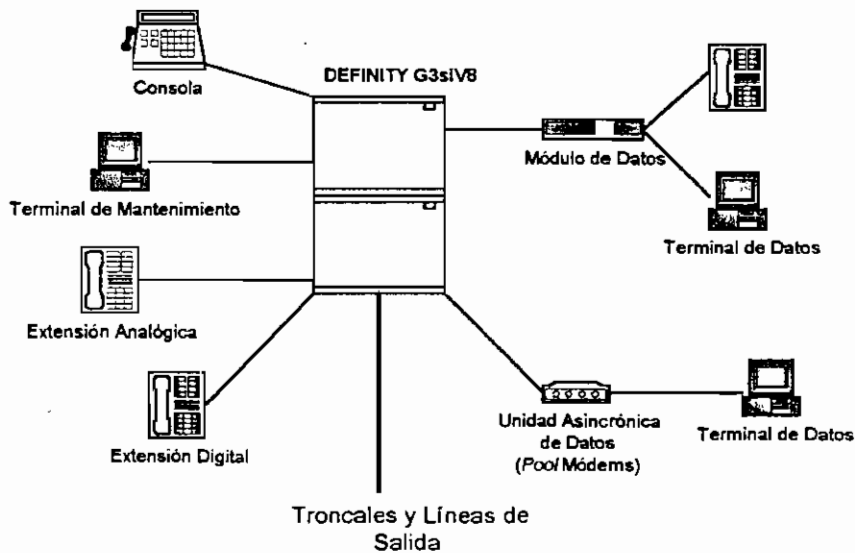 DEFINITY G3siV8
Consola
Módulo de Datos
Terminal de Mantenimiento
Terminal de Datos
Extensión Analógica
Unidad Asincrónica
de Datos
(Pool Módems)
Terminal de Datos
Extensión Digital
Troncales y Líneas de
Salida